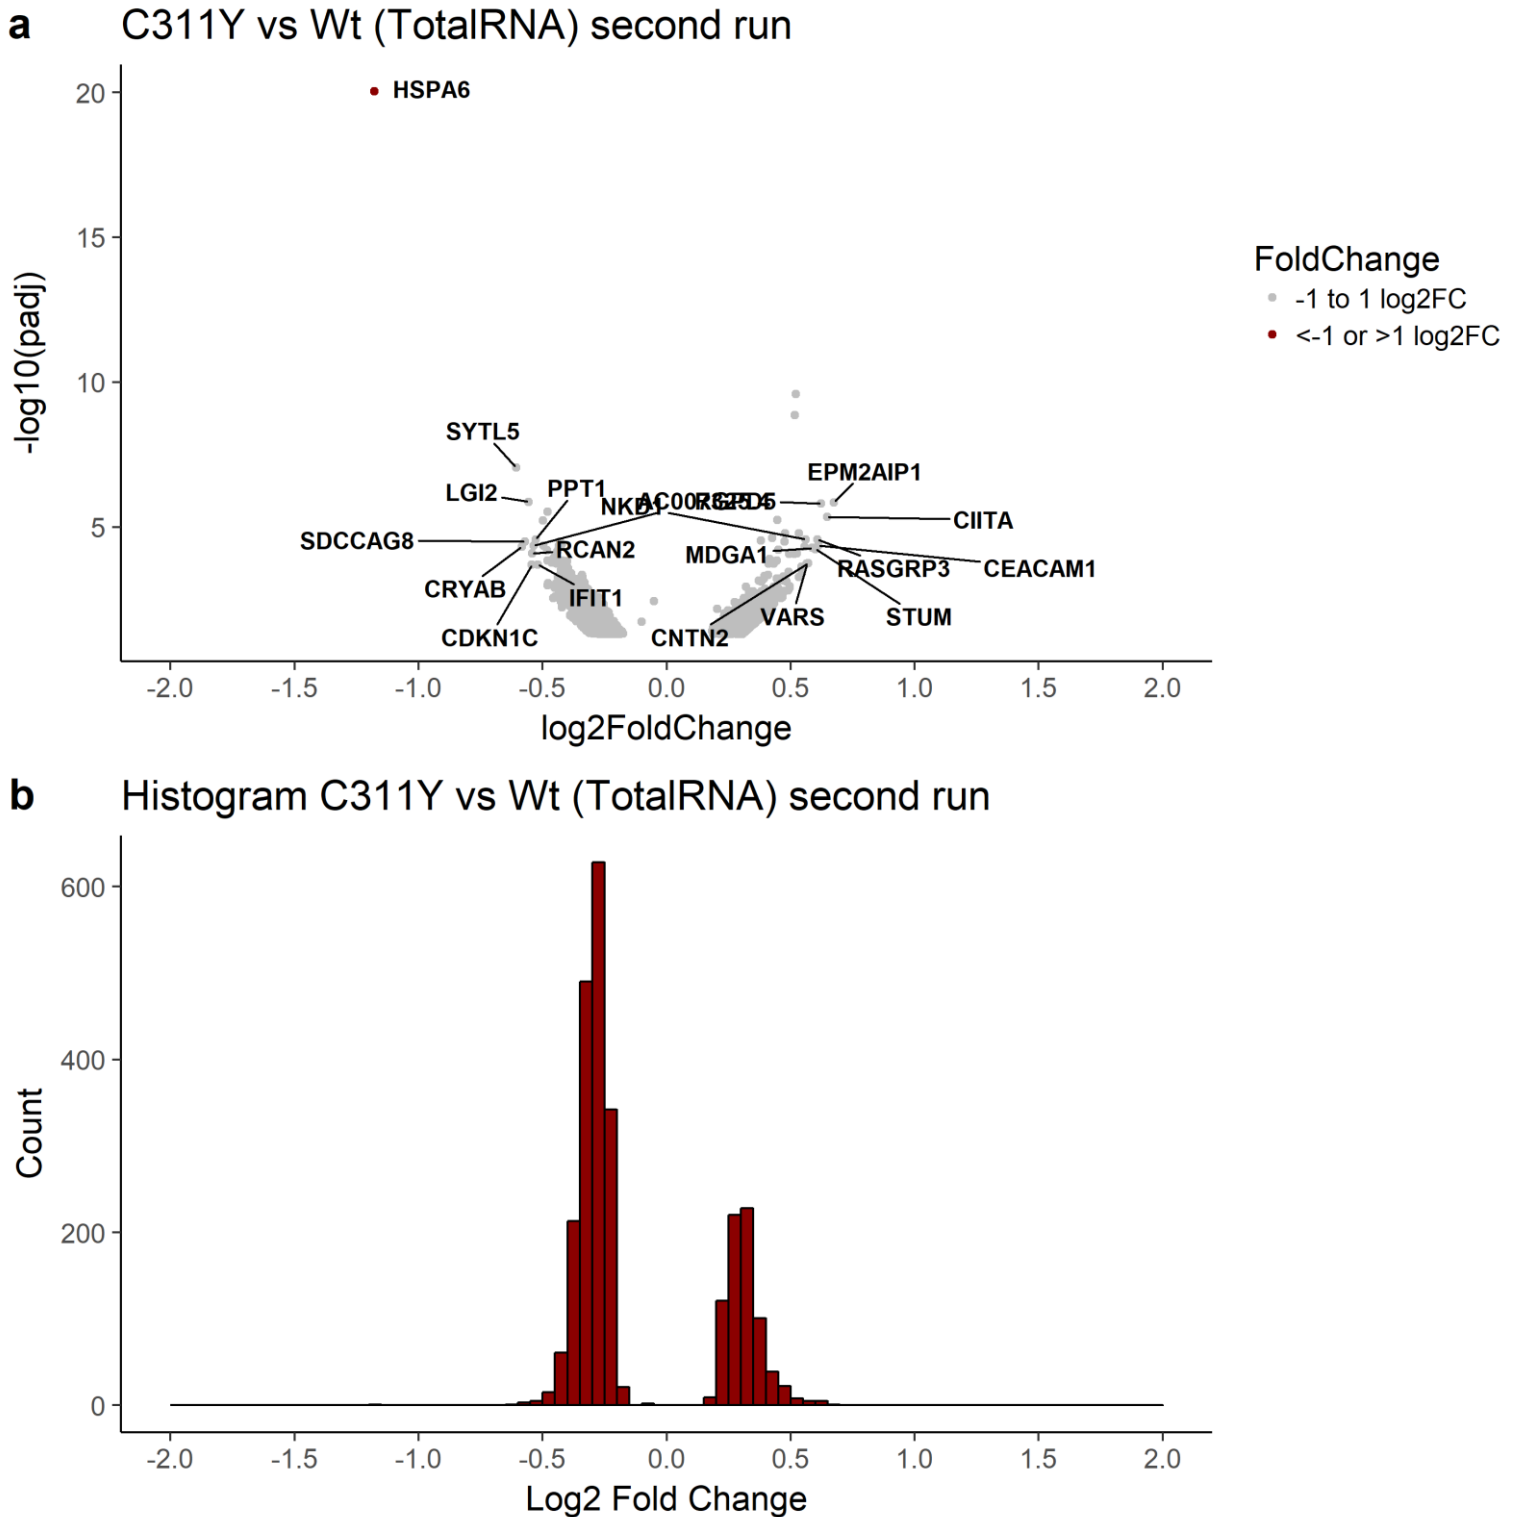 a
C311Y vs Wt (TotalRNA) second run
-log10(padj)
20
15
10
5
HSPA6
SYTL5
LGI2
PPT1
EPM2AIP1
NKD1
RGPD5
CIITA
SDCCAG8
RCAN2
MDGA1
RASGRP3
CEACAM1
CRYAB
IFIT1
VARS
STUM
CDKN1C
CNTN2
-2.0 -1.5 -1.0 -0.5 0.0 0.5 1.0 1.5 2.0
log2FoldChange
FoldChange
-1 to 1 log2FC
<-1 or >1 log2FC
b
Histogram C311Y vs Wt (TotalRNA) second run
Count
600
400
200
0
-2.0 -1.5 -1.0 -0.5 0.0 0.5 1.0 1.5 2.0
Log2 Fold Change